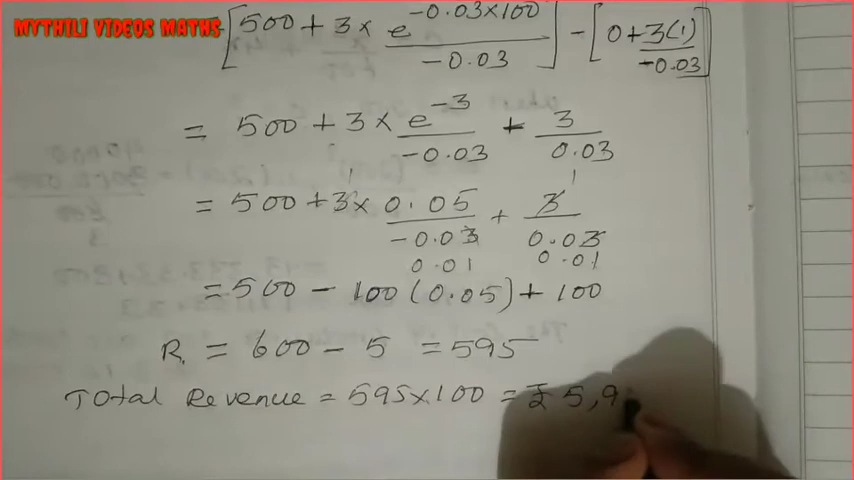 MYTHILI VIDEOS MATHS
[500 + 3 × e^-0.03×100 / -0.03] - [0 + 3(1) / -0.03]
= 500 + 3 × e^-3 / -0.03 + 3 / 0.03
= 500 + 3 × 0.05 / -0.03 + 3 / 0.03
1 1
0.01 0.01
= 500 - 100 (0.05) + 100
R = 600 - 5 = 595
Total Revenue = 595 × 100 = ₹ 5,9